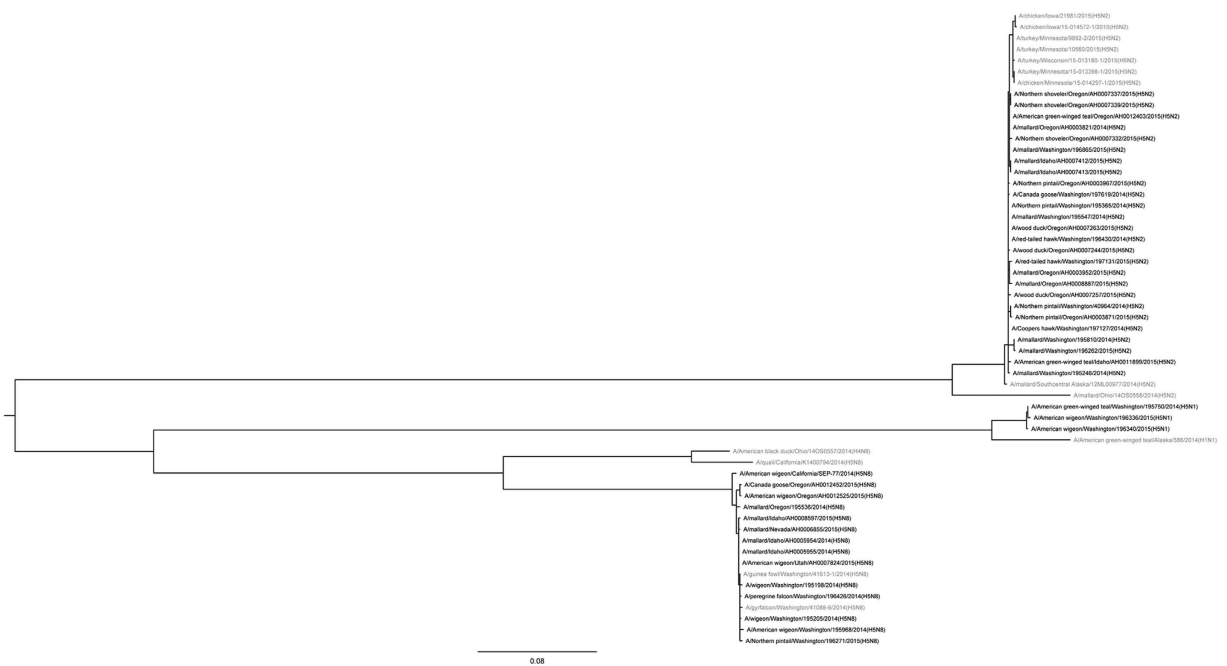 A/chicken/Iowa/21981/2015(H5N2)
A/chicken/Iowa/15-014572-1/2015(H5N2)
A/turkey/Minnesota/9892-2/2015(H5N2)
A/turkey/Minnesota/10560/2015(H5N2)
A/turkey/Wisconsin/15-013180-1/2015(H5N2)
A/turkey/Minnesota/15-013398-1/2015(H5N2)
A/chicken/Minnesota/15-014297-1/2015(H5N2)
A/Northern shoveler/Oregon/AH0007337/2015(H5N2)
A/Northern shoveler/Oregon/AH0007339/2015(H5N2)
A/American green-winged teal/Oregon/AH0012403/2015(H5N2)
A/mallard/Oregon/AH0003821/2014(H5N2)
A/Northern shoveler/Oregon/AH0007332/2015(H5N2)
A/mallard/Washington/196865/2015(H5N2)
A/mallard/Idaho/AH0007412/2015(H5N2)
A/mallard/Idaho/AH0007413/2015(H5N2)
A/Northern pintail/Oregon/AH0003967/2015(H5N2)
A/Canada goose/Washington/197619/2014(H5N2)
A/Northern pintail/Washington/195365/2014(H5N2)
A/mallard/Washington/195547/2014(H5N2)
A/wood duck/Oregon/AH0007263/2015(H5N2)
A/red-tailed hawk/Washington/196430/2014(H5N2)
A/wood duck/Oregon/AH0007244/2015(H5N2)
A/red-tailed hawk/Washington/197131/2015(H5N2)
A/mallard/Oregon/AH0003952/2015(H5N2)
A/mallard/Oregon/AH0008887/2015(H5N2)
A/wood duck/Oregon/AH0007257/2015(H5N2)
A/Northern pintail/Washington/40964/2014(H5N2)
A/Northern pintail/Oregon/AH0003871/2015(H5N2)
A/Coopers hawk/Washington/197127/2014(H5N2)
A/mallard/Washington/195810/2014(H5N2)
A/mallard/Washington/196262/2015(H5N2)
A/American green-winged teal/Idaho/AH0011899/2015(H5N2)
A/mallard/Washington/195246/2014(H5N2)
A/mallard/Southcentral Alaska/12ML00977/2014(H5N2)
A/mallard/Ohio/14OS0558/2014(H5N2)
A/American green-winged teal/Washington/195750/2014(H5N1)
A/American wigeon/Washington/196336/2015(H5N1)
A/American wigeon/Washington/196340/2015(H5N1)
A/American green-winged teal/Alaska/386/2014(H1N1)
A/American black duck/Ohio/14OS0557/2014(H4N8)
A/quail/California/K1400794/2014(H5N8)
A/American wigeon/California/SEP-77/2014(H5N8)
A/Canada goose/Oregon/AH0012452/2015(H5N8)
A/American wigeon/Oregon/AH0012525/2015(H5N8)
A/mallard/Oregon/195536/2014(H5N8)
A/mallard/Idaho/AH0008597/2015(H5N8)
A/mallard/Nevada/AH0006855/2015(H5N8)
A/mallard/Idaho/AH0005954/2014(H5N8)
A/mallard/Idaho/AH0005955/2014(H5N8)
A/American wigeon/Utah/AH0007824/2015(H5N8)
A/guinea fowl/Washington/41613-1/2014(H5N8)
A/wigeon/Washington/195198/2014(H5N8)
A/peregrine falcon/Washington/196426/2014(H5N8)
A/gyrfalcon/Washington/41088-6/2014(H5N8)
A/wigeon/Washington/195205/2014(H5N8)
A/American wigeon/Washington/195968/2014(H5N8)
A/Northern pintail/Washington/196271/2015(H5N8)
0.08